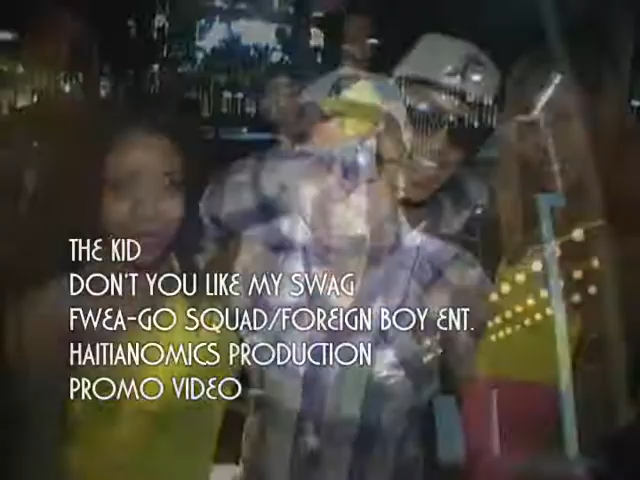 THE KID
DON'T YOU LIKE MY SWAG
FWEA-GO SQUAD/FOREIGN BOY ENT.
HAITIANOMICS PRODUCTION
PROMO VIDEO